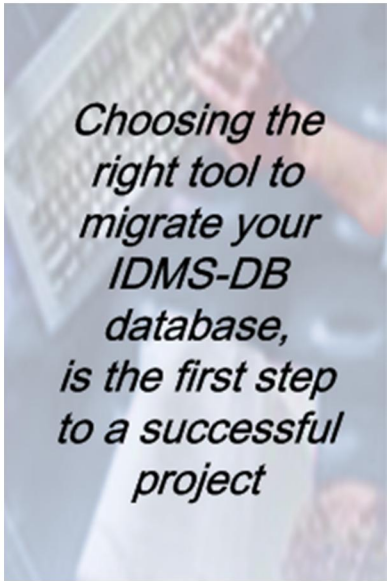 Choosing the
right tool to
migrate your
IDMS-DB
database,
is the first step
to a successful
project